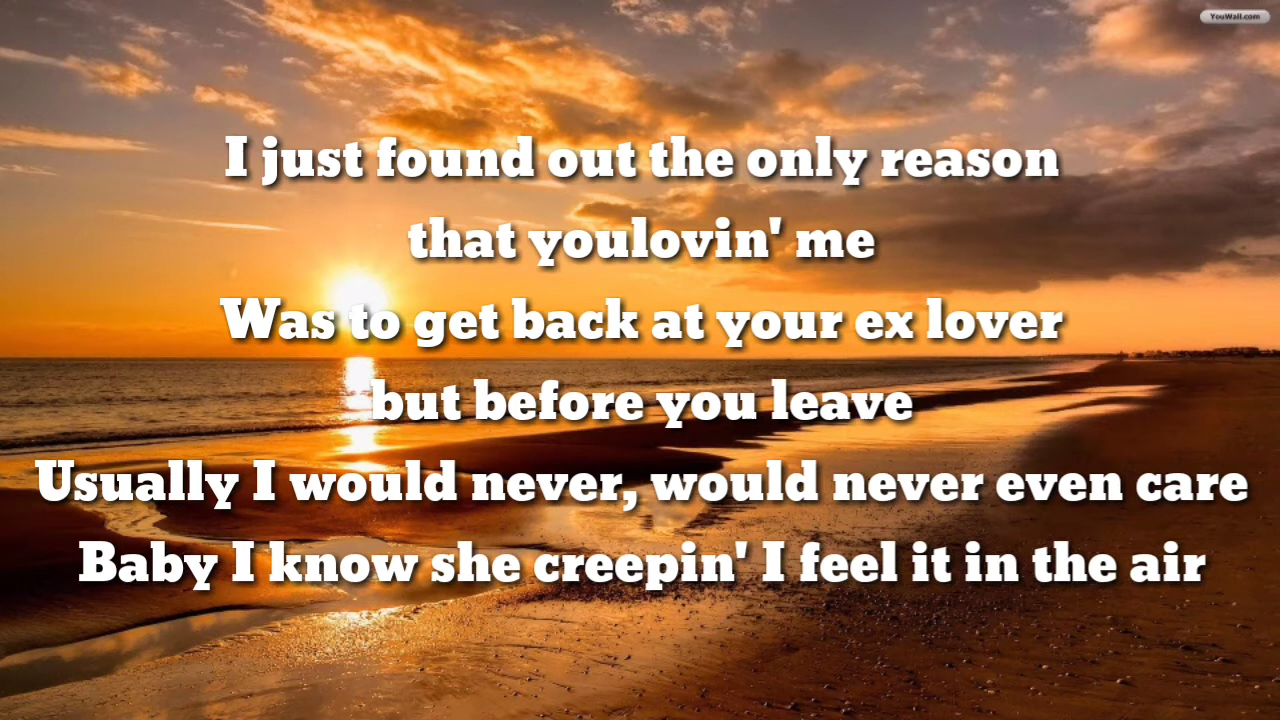 YouWall.com
I just found out the only reason
that youlovin' me
Was to get back at your ex lover
but before you leave
Usually I would never, would never even care
Baby I know she creepin' I feel it in the air